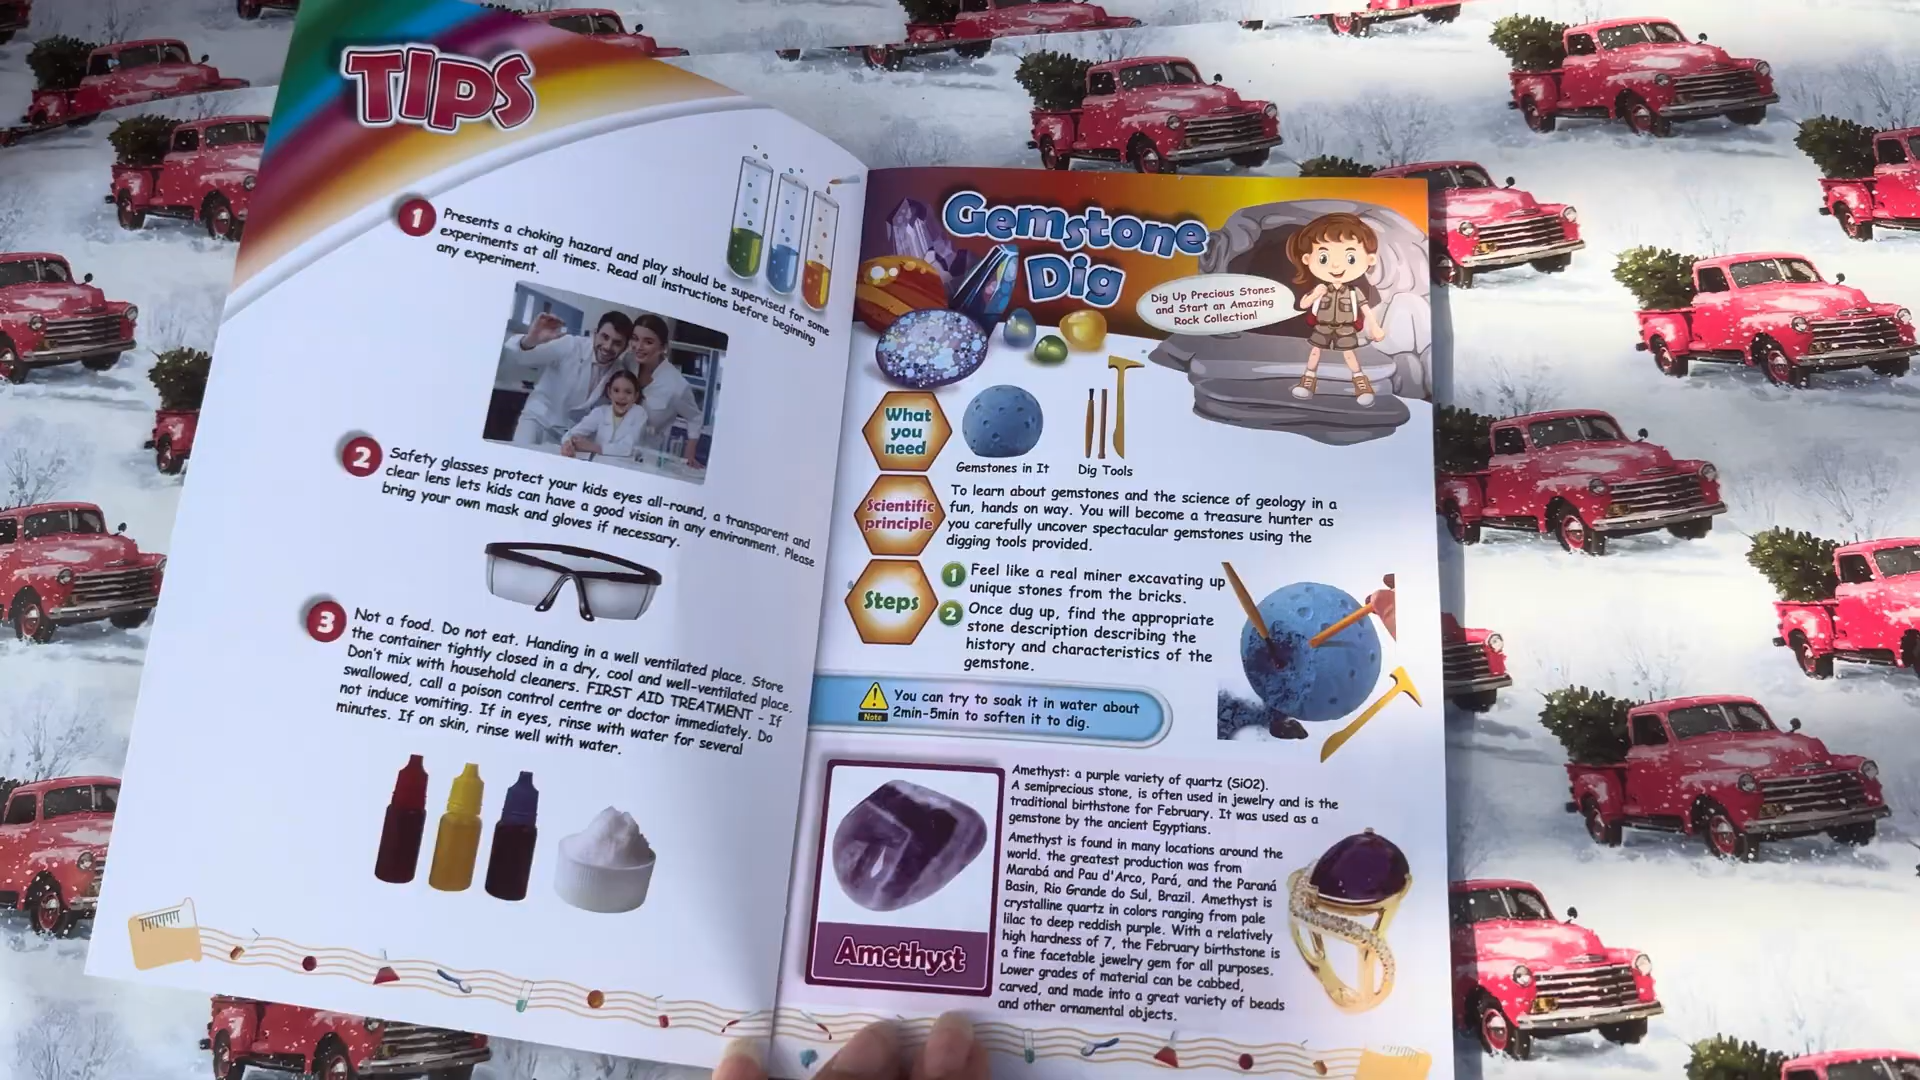 TIPS
1
Presents a choking hazard and play should be supervised for some
experiments at all times. Read all instructions before beginning
any experiment.
2
Safety glasses protect your kids eyes all-round, a transparent and
clear lens lets kids can have a good vision in any environment. Please
bring your own mask and gloves if necessary.
3
Not a food. Do not eat. Handing in a well ventilated place. Store
the container tightly closed in a dry, cool and well-ventilated place.
Don't mix with household cleaners. FIRST AID TREATMENT - If
swallowed, call a poison control centre or doctor immediately. Do
not induce vomiting. If in eyes, rinse with water for several
minutes. If on skin, rinse well with water.
Gemstone
Dig
Dig Up Precious Stones
and Start an Amazing
Rock Collection!
What
you
need
Gemstones in It
Dig Tools
Scientific
principle
To learn about gemstones and the science of geology in a
fun, hands on way. You will become a treasure hunter as
you carefully uncover spectacular gemstones using the
digging tools provided.
Steps
1
Feel like a real miner excavating up
unique stones from the bricks.
2
Once dug up, find the appropriate
stone description describing the
history and characteristics of the
gemstone.
Note
You can try to soak it in water about
2min-5min to soften it to dig.
Amethyst
Amethyst: a purple variety of quartz (SiO2).
A semiprecious stone, is often used in jewelry and is the
traditional birthstone for February. It was used as a
gemstone by the ancient Egyptians.
Amethyst is found in many locations around the
world. the greatest production was from
Marabá and Pau d'Arco, Pará, and the Paraná
Basin, Rio Grande do Sul, Brazil. Amethyst is
crystalline quartz in colors ranging from pale
lilac to deep reddish purple. With a relatively
high hardness of 7, the February birthstone is
a fine facetable jewelry gem for all purposes.
Lower grades of material can be cabbed,
carved, and made into a great variety of beads
and other ornamental objects.